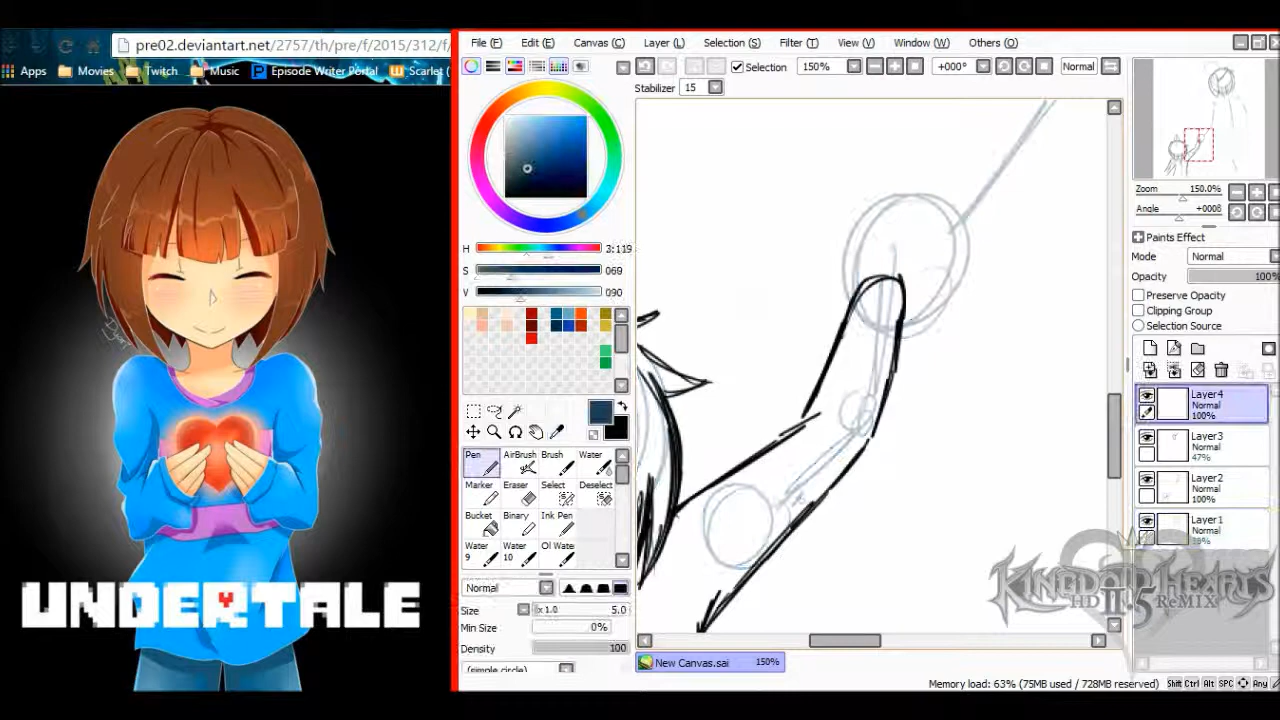 pre02.deviantart.net/2757/th/pre/f/2015/312/f/
Apps Movies Twitch Music Episode Writer Portal Scarlet (
UNDERTALE
File (F) Edit (E) Canvas (C) Layer (L) Selection (S) Filter (T) View (V) Window (W) Others (O)
Selection 150% +000° Normal
Stabilizer 15
H 3:119
S 069
V 090
Pen AirBrush Brush Water
Marker Eraser Select Deselect
Bucket Binary Ink Pen
Water 9 Water 10 Ol Water
Normal
Size x 1.0 5.0
Min Size 0%
Density 100
(simple circle)
New Canvas.sai 150%
Zoom 150.0%
Angle +000
Paints Effect
Mode Normal
Opacity 100%
Preserve Opacity
Clipping Group
Selection Source
Layer4
Normal
100%
Layer3
Normal
47%
Layer2
Normal
100%
Layer1
Normal
KINGDOM HEARTS
HD II.5 ReMIX
Memory load: 63% (75MB used / 728MB reserved) Shift Ctrl Alt SPC Any